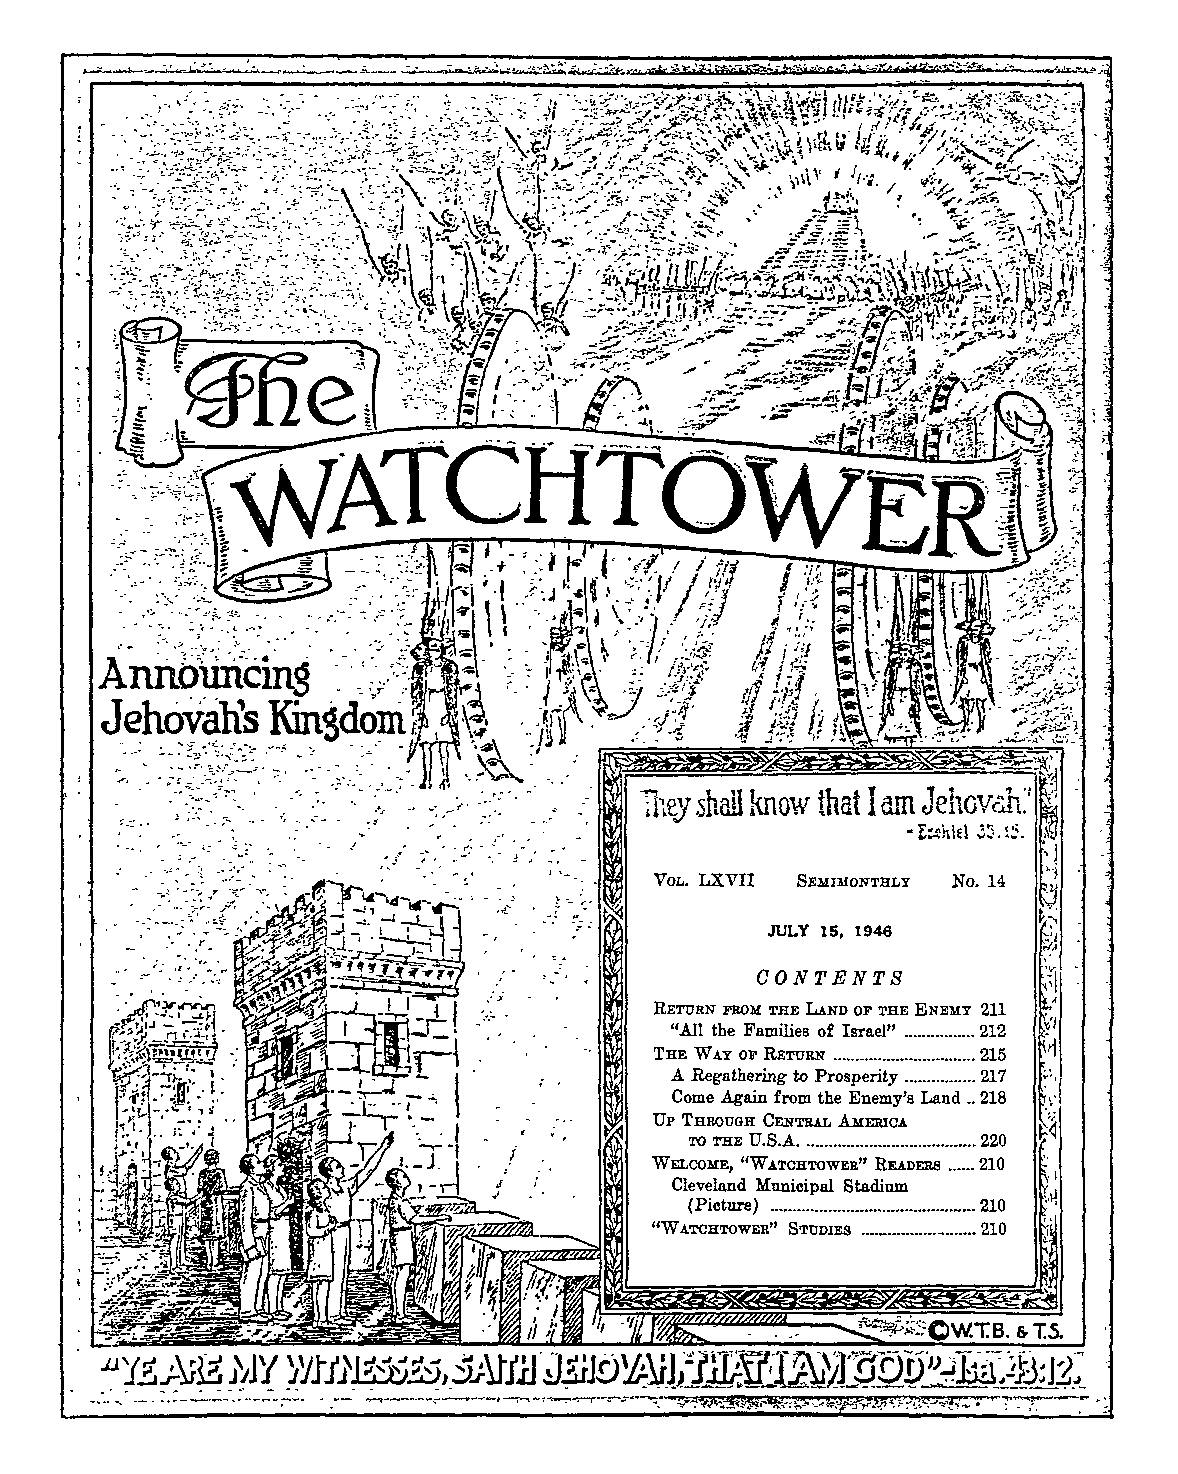 The
WATCHTOWER
Announcing
Jehovah's Kingdom
"They shall know that I am Jehovah."
- Ezekiel 35:15.
VOL. LXVII SEMIMONTHLY NO. 14
JULY 15, 1946
CONTENTS
RETURN FROM THE LAND OF THE ENEMY 211
"All the Families of Israel" ................ 212
THE WAY OF RETURN ................................. 215
A Regathering to Prosperity ................ 217
Come Again from the Enemy's Land .. 218
UP THROUGH CENTRAL AMERICA
TO THE U.S.A. ....................................... 220
WELCOME, "WATCHTOWER" READERS ...... 210
Cleveland Municipal Stadium
(Picture) ................................................ 210
"WATCHTOWER" STUDIES ........................... 210
©W.T.B. & T.S.
"YE ARE MY WITNESSES, SAITH JEHOVAH, THAT I AM GOD"-Isa.43:12.